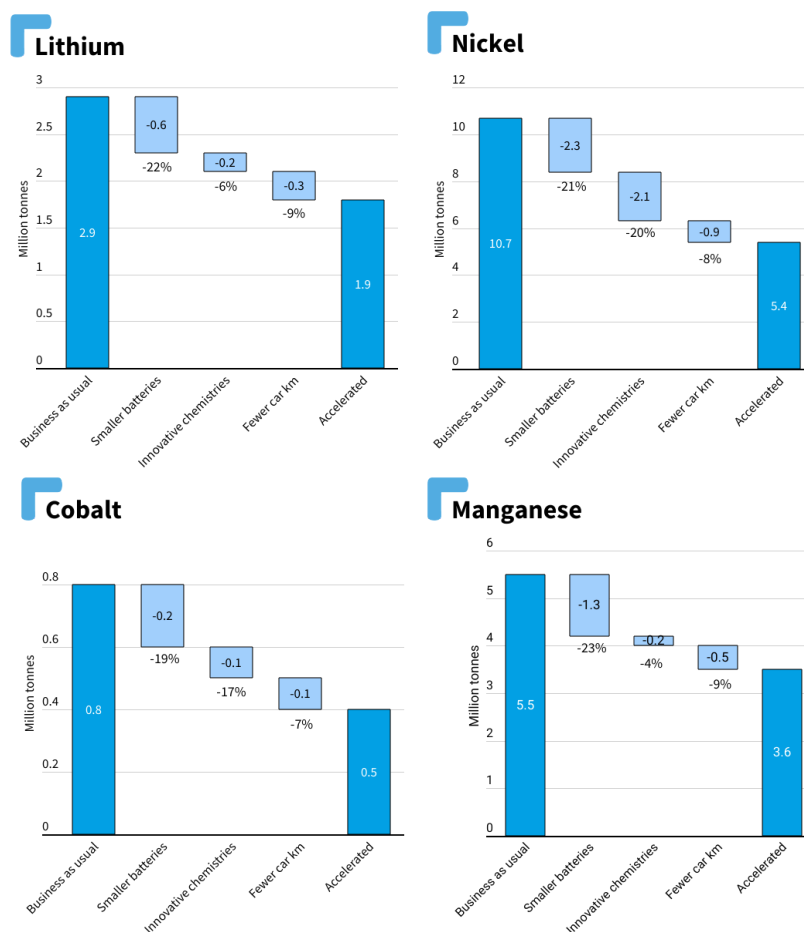 Lithium
Million tonnes
3
2.5
2
1.5
1
0.5
0
2.9
-0.6
-22%
-0.2
-6%
-0.3
-9%
1.9
Business as usual
Smaller batteries
Innovative chemistries
Fewer car km
Accelerated
Nickel
Million tonnes
12
10
8
6
4
2
0
10.7
-2.3
-21%
-2.1
-20%
-0.9
-8%
5.4
Business as usual
Smaller batteries
Innovative chemistries
Fewer car km
Accelerated
Cobalt
Million tonnes
0.8
0.6
0.4
0.2
0
0.8
-0.2
-19%
-0.1
-17%
-0.1
-7%
0.5
Business as usual
Smaller batteries
Innovative chemistries
Fewer car km
Accelerated
Manganese
Million tonnes
6
5
4
3
2
1
0
5.5
-1.3
-23%
-0.2
-4%
-0.5
-9%
3.6
Business as usual
Smaller batteries
Innovative chemistries
Fewer car km
Accelerated